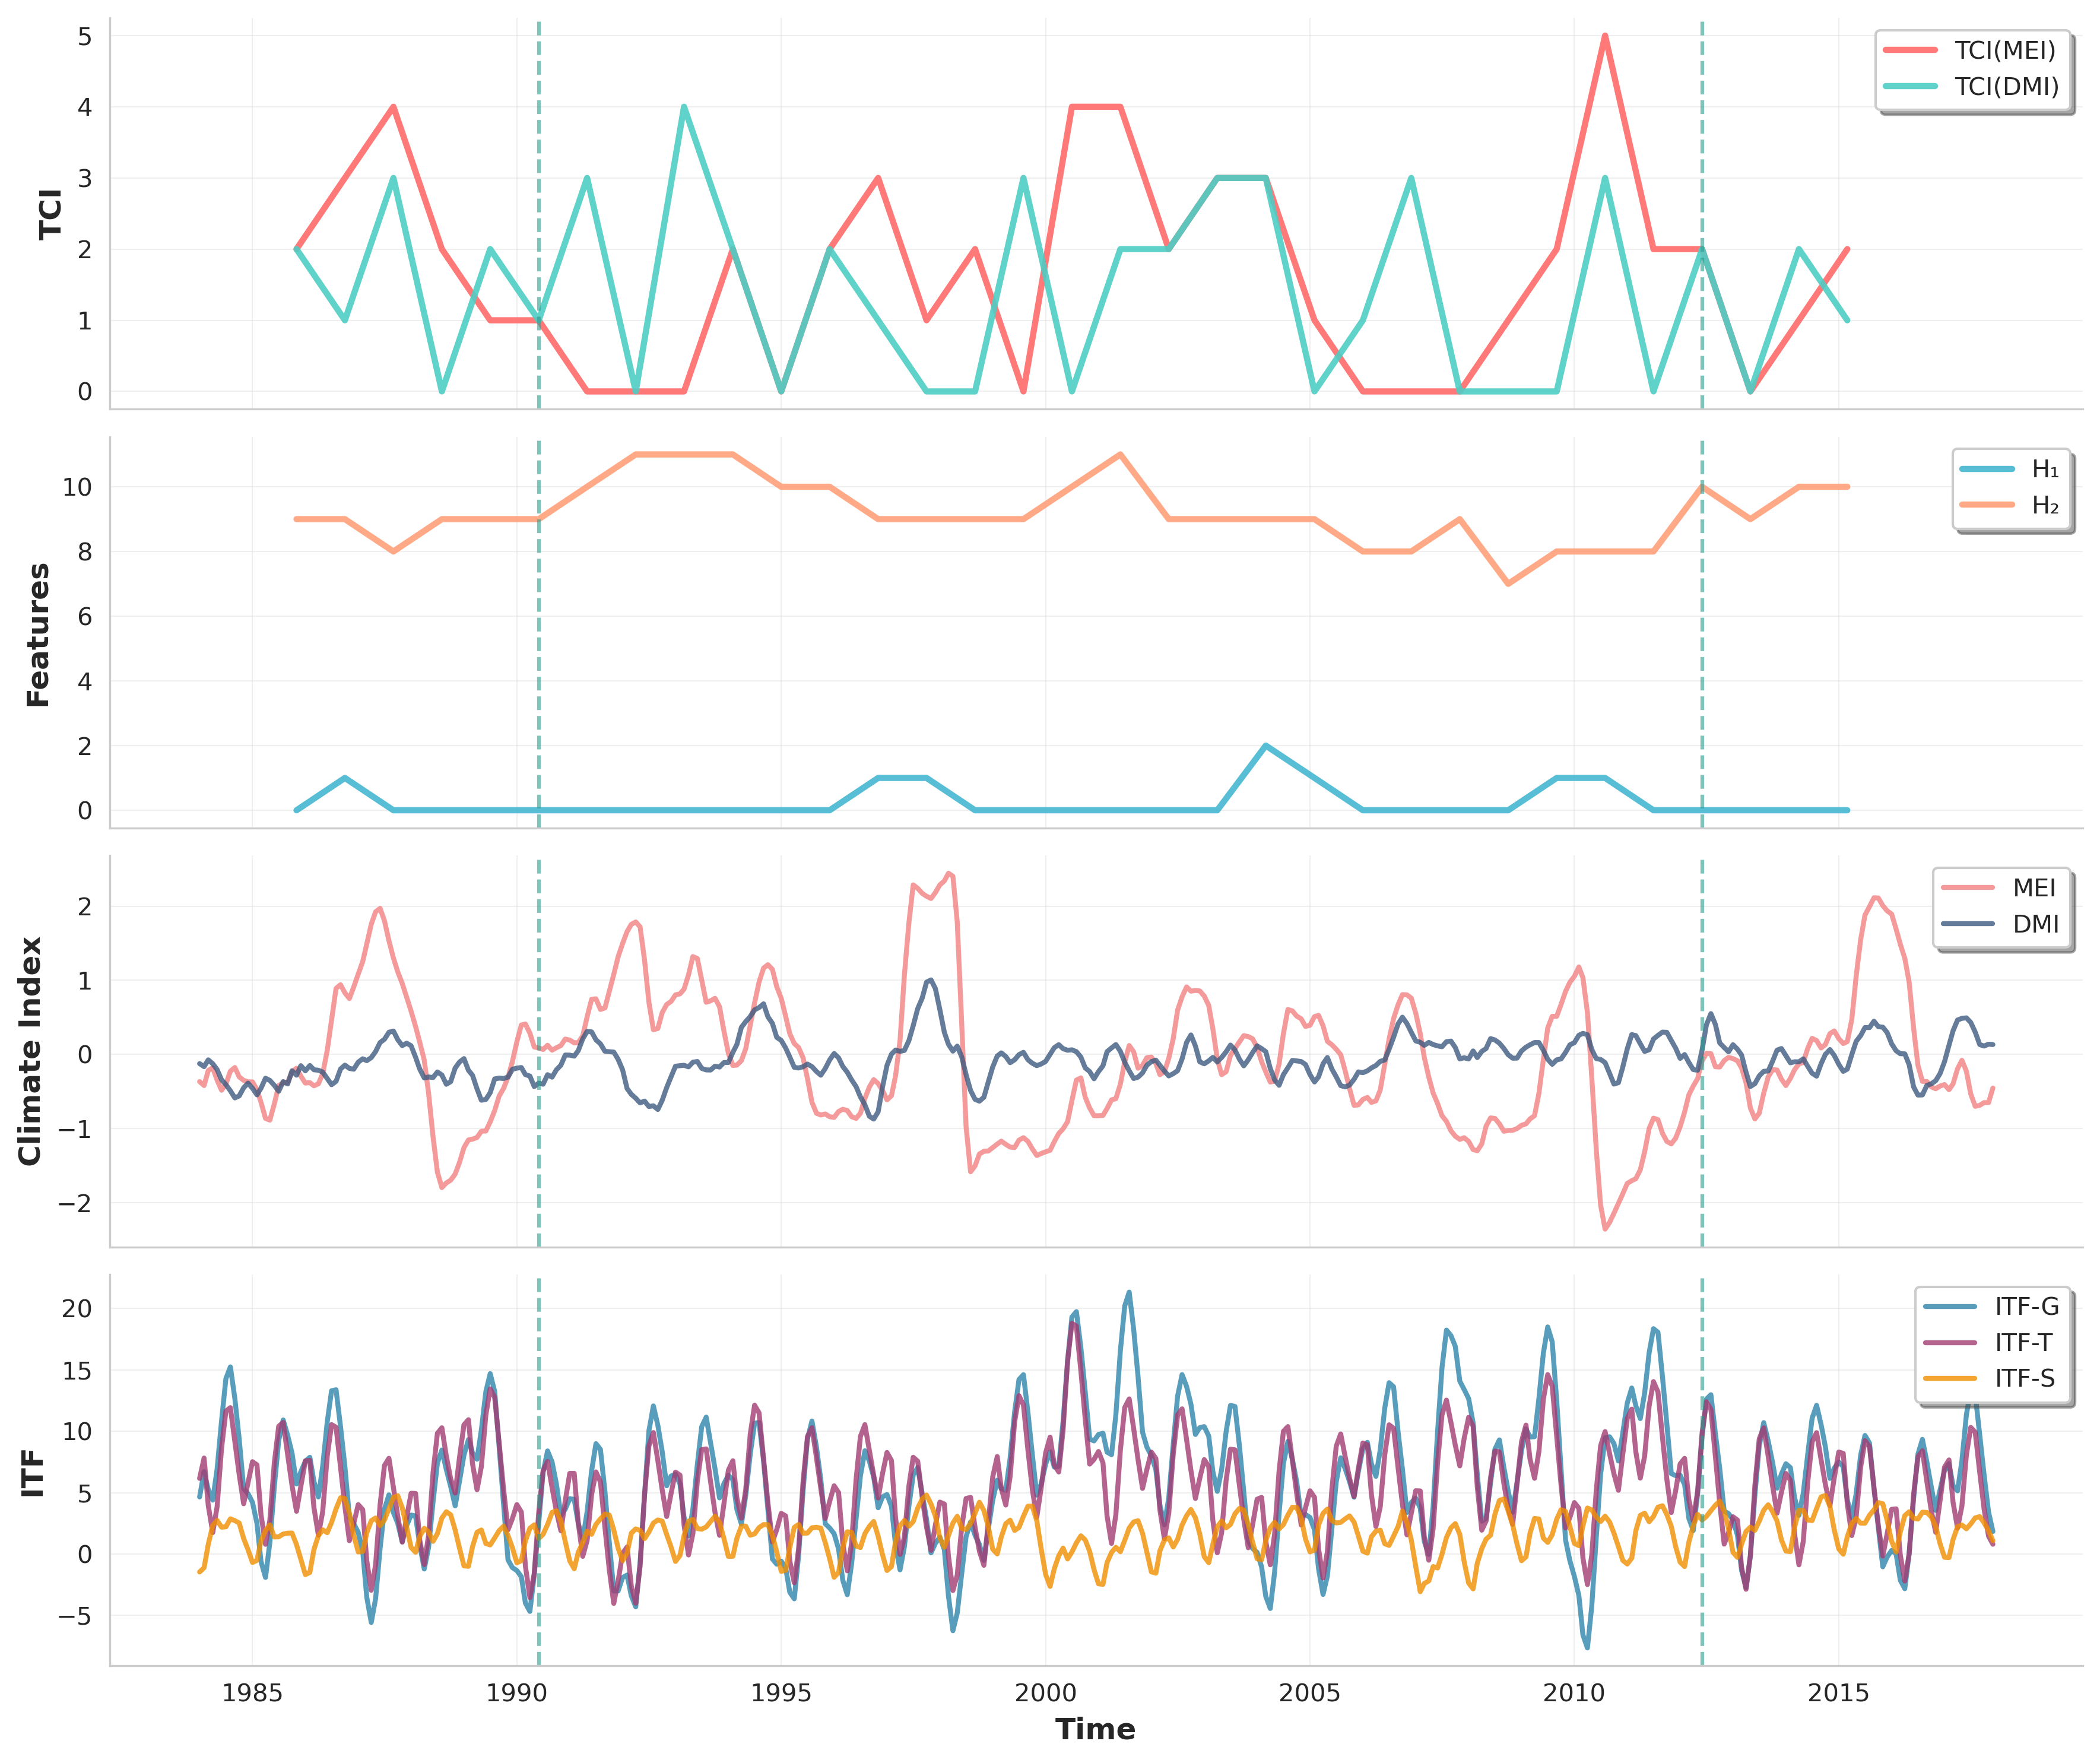 TCI
5
4
3
2
1
0
TCI(MEI)
TCI(DMI)
Features
10
8
6
4
2
0
H₁
H₂
Climate Index
2
1
0
−1
−2
MEI
DMI
ITF
20
15
10
5
0
−5
ITF-G
ITF-T
ITF-S
1985 1990 1995 2000 2005 2010 2015
Time